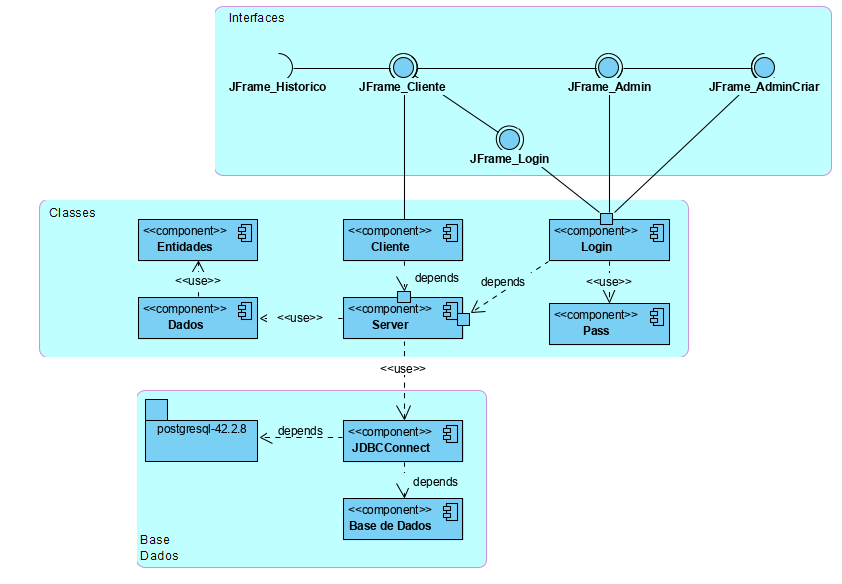 Interfaces
JFrame_Historico
JFrame_Cliente
JFrame_Admin
JFrame_AdminCriar
JFrame_Login
Classes
<<component>>
Entidades
<<component>>
Cliente
<<component>>
Login
<<use>>
depends
depends
<<use>>
<<component>>
Dados
<<use>>
<<component>>
Server
<<component>>
Pass
<<use>>
postgresql-42.2.8
depends
<<component>>
JDBCConnect
depends
<<component>>
Base de Dados
Base
Dados